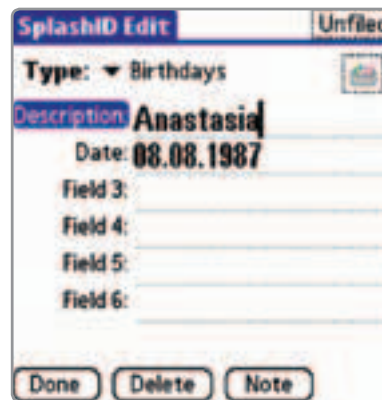 SplashID Edit Unfiled
Type: Birthdays
Description: Anastasia
Date: 08.08.1987
Field 3:
Field 4:
Field 5:
Field 6:
Done Delete Note